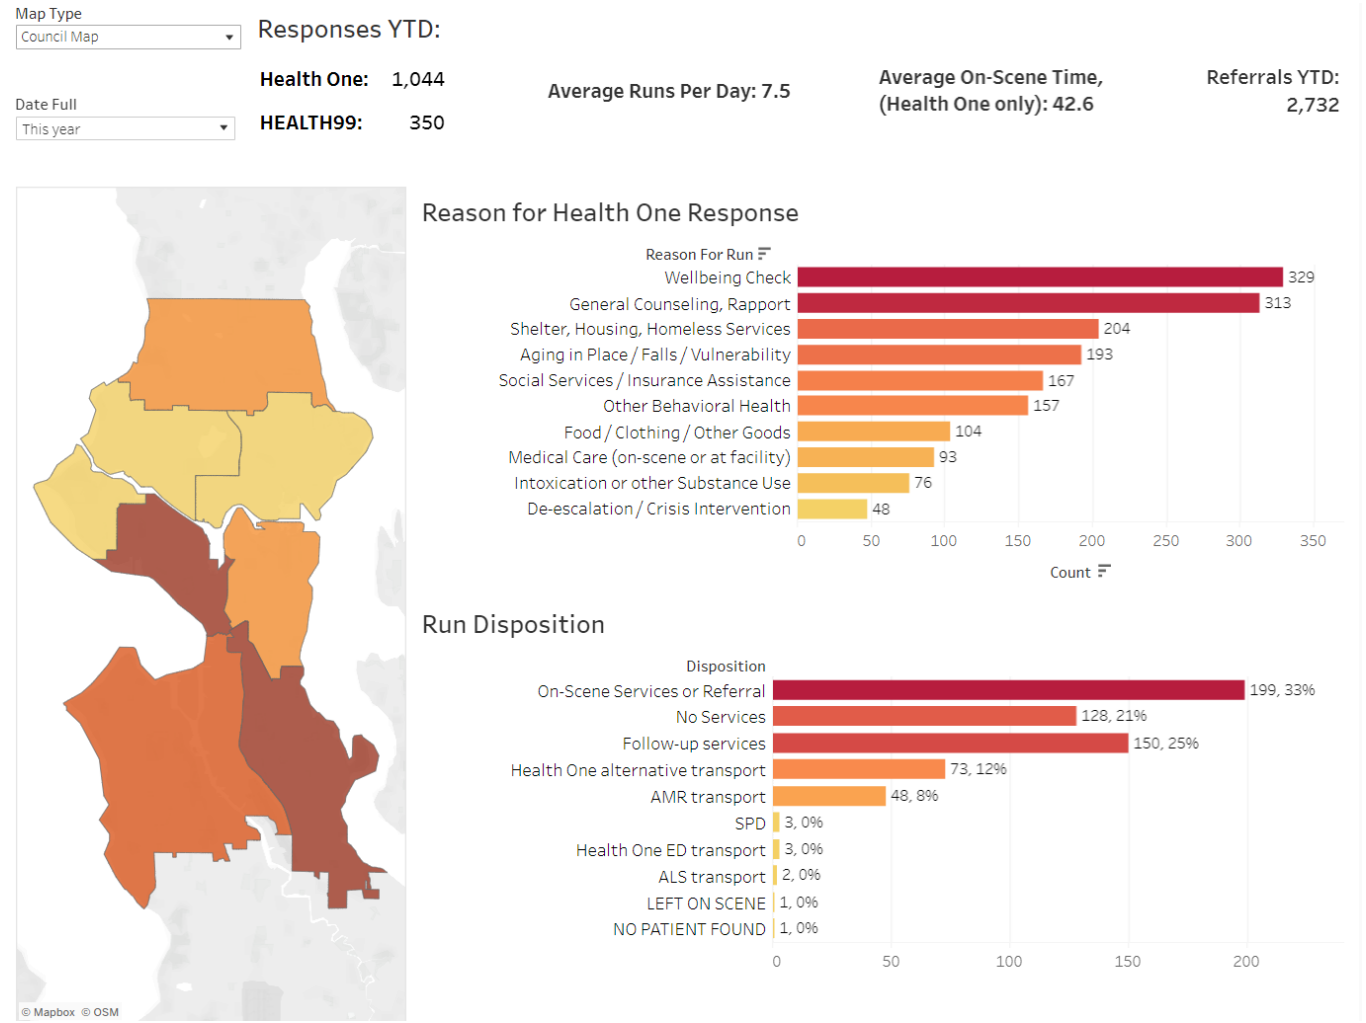 Map Type
Council Map
Date Full
This year
Responses YTD:
Health One: 1,044
HEALTH99: 350
Average Runs Per Day: 7.5
Average On-Scene Time,
(Health One only): 42.6
Referrals YTD:
2,732
Reason for Health One Response
Reason For Run
Wellbeing Check 329
General Counseling, Rapport 313
Shelter, Housing, Homeless Services 204
Aging in Place / Falls / Vulnerability 193
Social Services / Insurance Assistance 167
Other Behavioral Health 157
Food / Clothing / Other Goods 104
Medical Care (on-scene or at facility) 93
Intoxication or other Substance Use 76
De-escalation / Crisis Intervention 48
0 50 100 150 200 250 300 350
Count
Run Disposition
Disposition
On-Scene Services or Referral 199, 33%
No Services 128, 21%
Follow-up services 150, 25%
Health One alternative transport 73, 12%
AMR transport 48, 8%
SPD 3, 0%
Health One ED transport 3, 0%
ALS transport 2, 0%
LEFT ON SCENE 1, 0%
NO PATIENT FOUND 1, 0%
0 50 100 150 200
© Mapbox © OSM